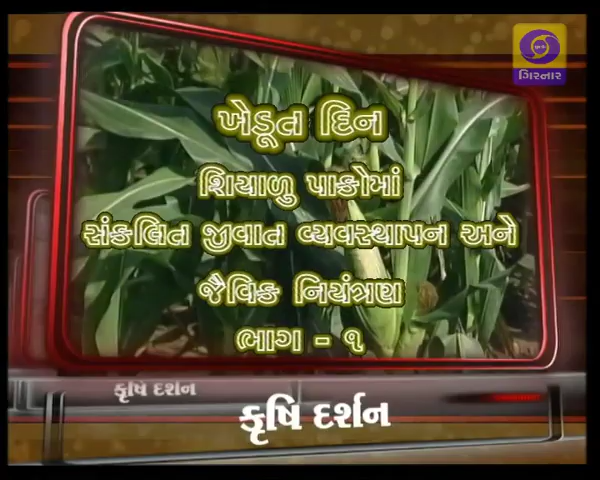 ગિરનાર
ખેડૂત દિન
શિયાળુ પાકોમાં
સંકલિત જીવાત વ્યવસ્થાપન અને
જૈવિક નિયંત્રણ
ભાગ - ૧
કૃષિ દર્શન
કૃષિ દર્શન